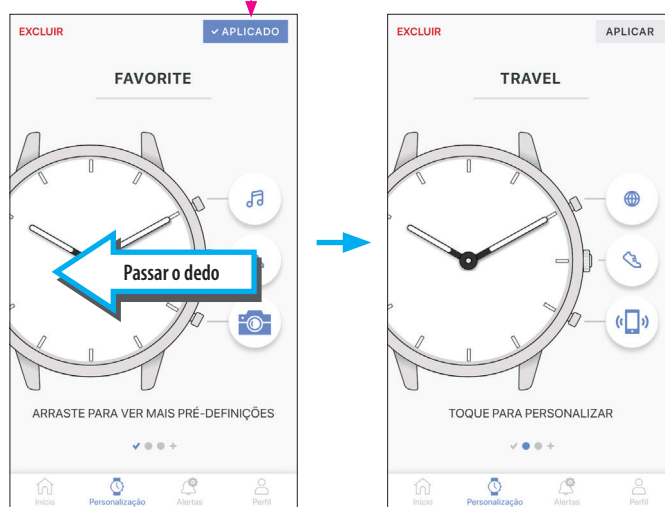 EXCLUIR
✓ APLICADO
FAVORITE
Passar o dedo
ARRASTE PARA VER MAIS PRÉ-DEFINIÇÕES
Início
Personalização
Alertas
Perfil
EXCLUIR
APLICAR
TRAVEL
TOQUE PARA PERSONALIZAR
Início
Personalização
Alertas
Perfil